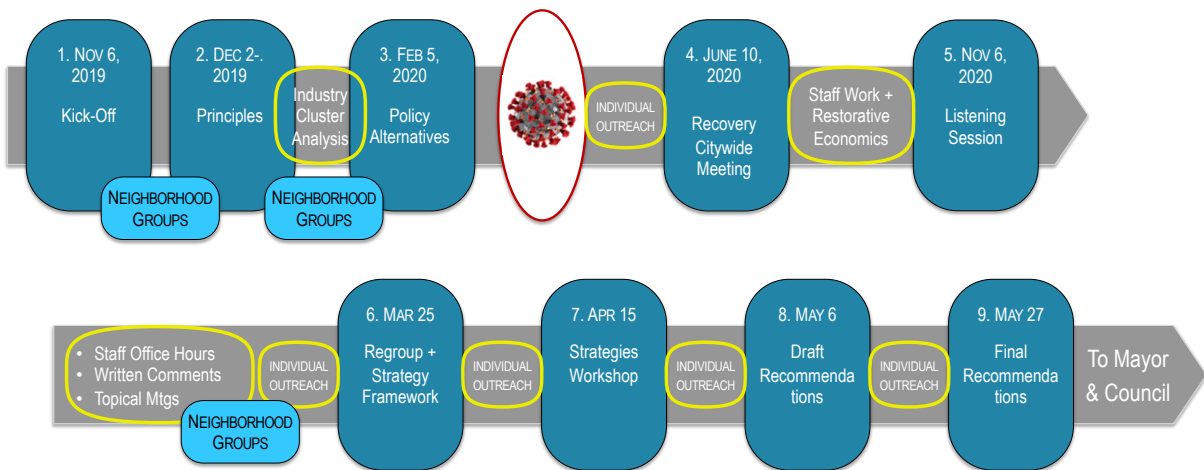 1. NOV 6,
2019
Kick-Off
2. DEC 2-.
2019
Principles
Industry
Cluster
Analysis
3. FEB 5,
2020
Policy
Alternatives
NEIGHBORHOOD
GROUPS
NEIGHBORHOOD
GROUPS
INDIVIDUAL
OUTREACH
4. JUNE 10,
2020
Recovery
Citywide
Meeting
Staff Work +
Restorative
Economics
5. NOV 6,
2020
Listening
Session
• Staff Office Hours
• Written Comments
• Topical Mtgs
NEIGHBORHOOD
GROUPS
INDIVIDUAL
OUTREACH
6. MAR 25
Regroup +
Strategy
Framework
INDIVIDUAL
OUTREACH
7. APR 15
Strategies
Workshop
INDIVIDUAL
OUTREACH
8. MAY 6
Draft
Recommenda
tions
INDIVIDUAL
OUTREACH
9. MAY 27
Final
Recommenda
tions
To Mayor
& Council